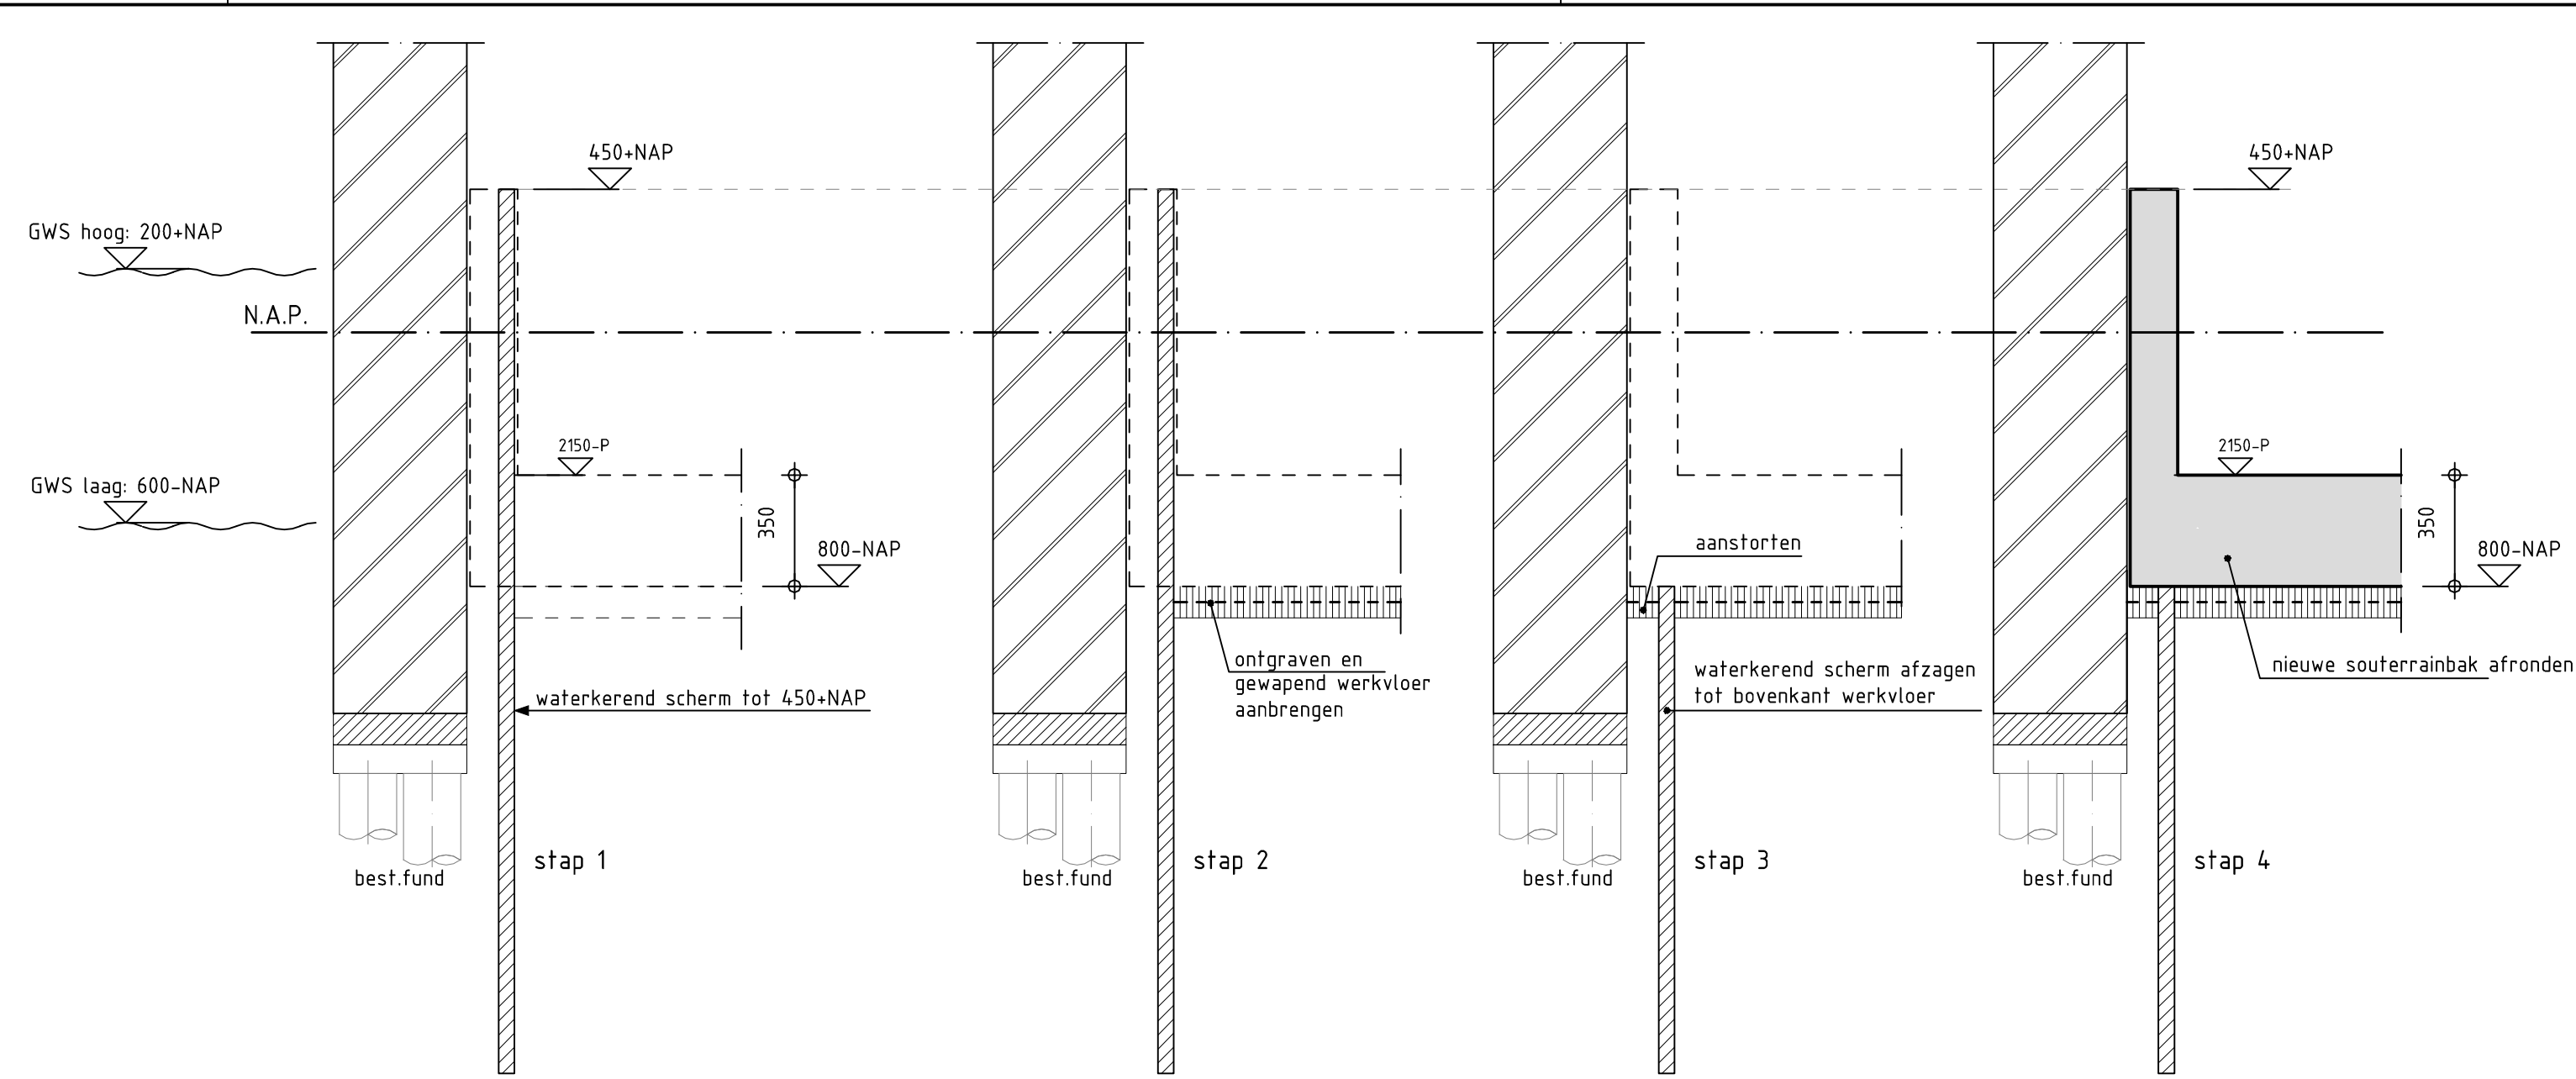 450+NAP
450+NAP
GWS hoog: 200+NAP
N.A.P.
2150-P
2150-P
GWS laag: 600-NAP
350
350
800-NAP
800-NAP
aanstorten
ontgraven en
gewapend werkvloer
aanbrengen
waterkerend scherm afzagen
tot bovenkant werkvloer
nieuwe souterrainbak afronden
waterkerend scherm tot 450+NAP
stap 1
stap 2
stap 3
stap 4
best.fund
best.fund
best.fund
best.fund